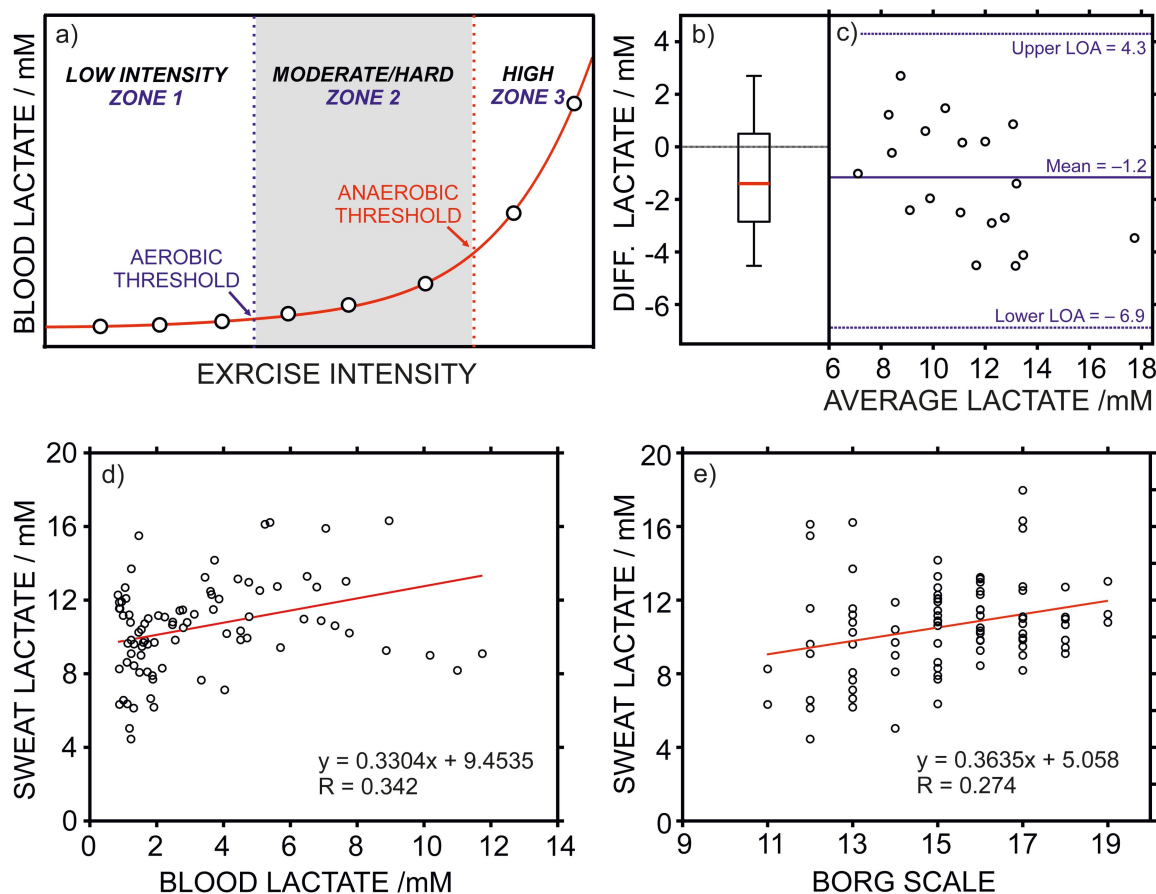 a)
BLOOD LACTATE / mM
LOW INTENSITY
ZONE 1
MODERATE/HARD
ZONE 2
HIGH
ZONE 3
AEROBIC
THRESHOLD
ANAEROBIC
THRESHOLD
EXRCISE INTENSITY
b)
DIFF. LACTATE / mM
4
2
0
-2
-4
-6
c)
Upper LOA = 4.3
Mean = –1.2
Lower LOA = – 6.9
6 8 10 12 14 16 18
AVERAGE LACTATE /mM
d)
SWEAT LACTATE / mM
20
16
12
8
4
0
y = 0.3304x + 9.4535
R = 0.342
0 2 4 6 8 10 12 14
BLOOD LACTATE /mM
e)
SWEAT LACTATE / mM
20
16
12
8
4
0
y = 0.3635x + 5.058
R = 0.274
9 11 13 15 17 19
BORG SCALE